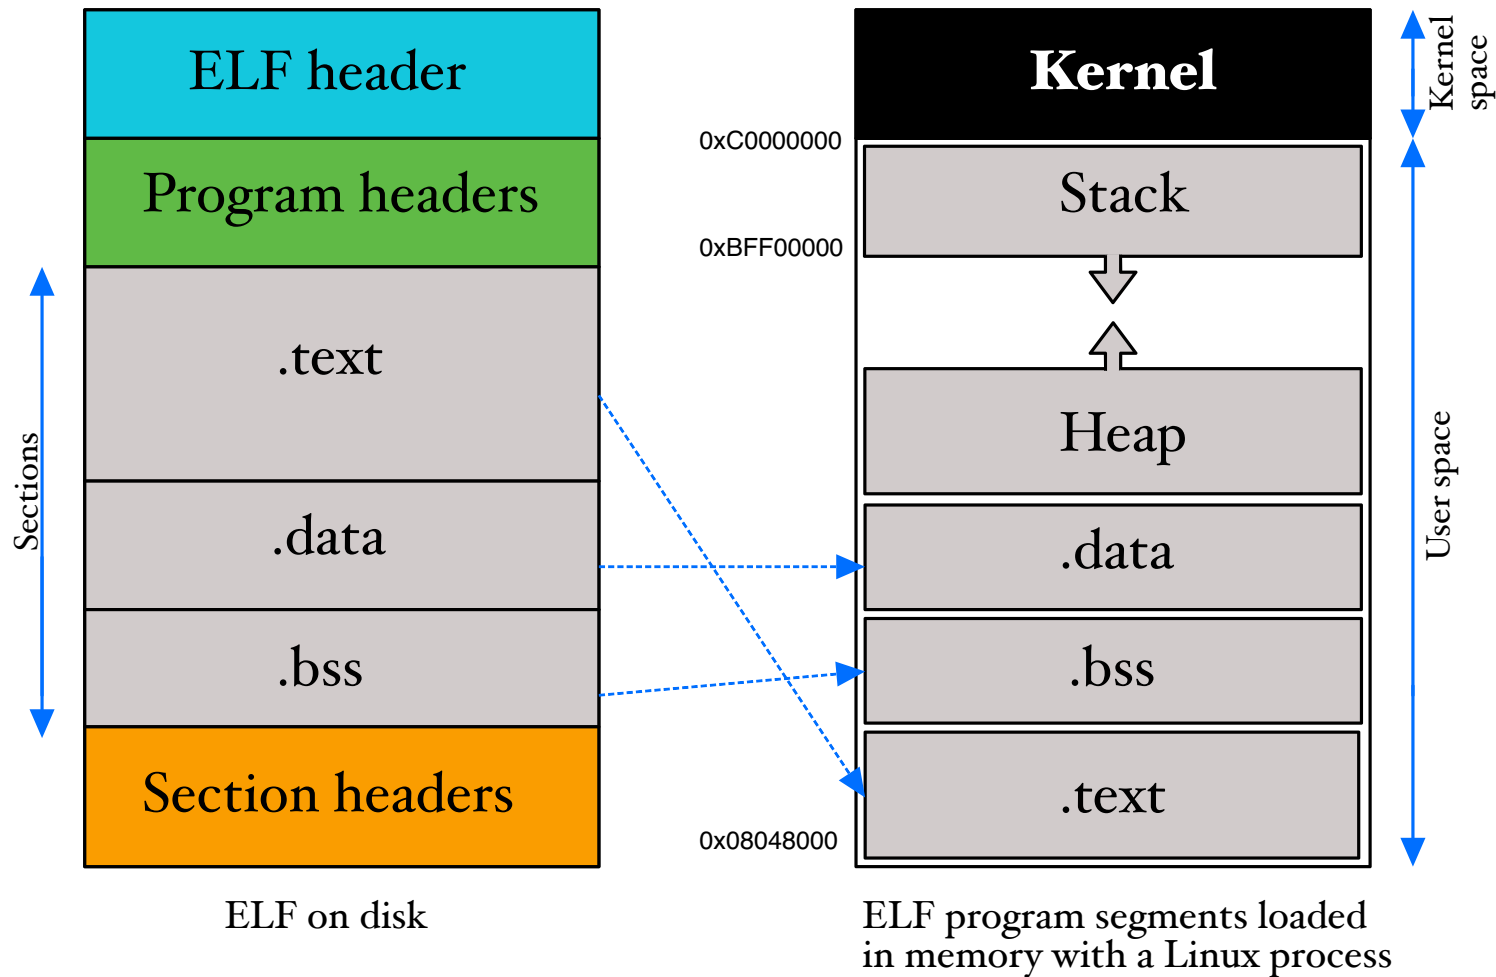 ELF header
Program headers
.text
.data
.bss
Section headers
Sections
ELF on disk
Kernel
0xC0000000
Stack
0xBFF00000
Heap
.data
.bss
.text
0x08048000
Kernel
space
User space
ELF program segments loaded
in memory with a Linux process